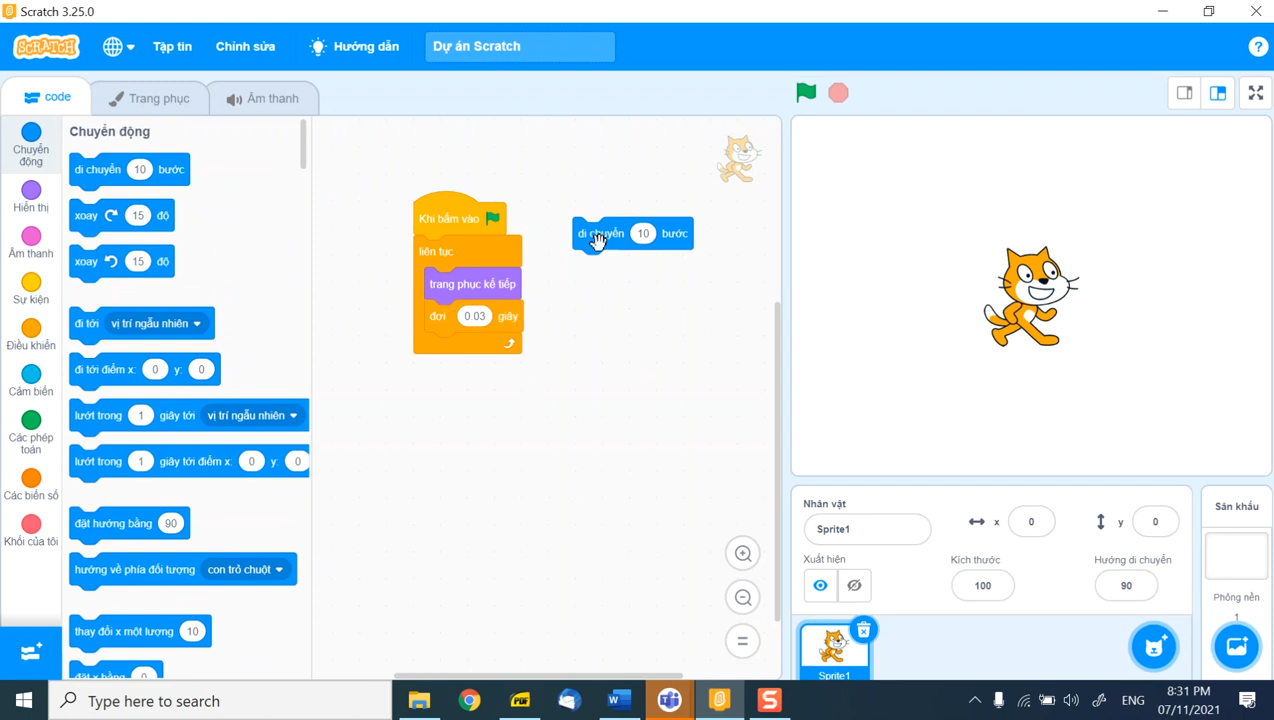 Scratch 3.25.0
SCRATCH
Tập tin
Chỉnh sửa
Hướng dẫn
Dự án Scratch
code
Trang phục
Âm thanh
Chuyển động
Hiển thị
Âm thanh
Sự kiện
Điều khiển
Cảm biến
Các phép toán
Các biến số
Khối của tôi
Chuyển động
di chuyển 10 bước
xoay 15 độ
xoay 15 độ
đi tới vị trí ngẫu nhiên
đi tới điểm x: 0 y: 0
lướt trong 1 giây tới vị trí ngẫu nhiên
lướt trong 1 giây tới điểm x: 0 y: 0
đặt hướng bằng 90
hướng về phía đối tượng con trỏ chuột
thay đổi x một lượng 10
đặt x bằng 0
Khi bấm vào
liên tục
trang phục kế tiếp
đợi 0.03 giây
di chuyển 10 bước
Nhân vật
Sprite1
x 0
y 0
Xuất hiện
Kích thước
100
Hướng di chuyển
90
Sprite1
Sân khấu
Phông nền
1
Type here to search
ENG
8:31 PM
07/11/2021